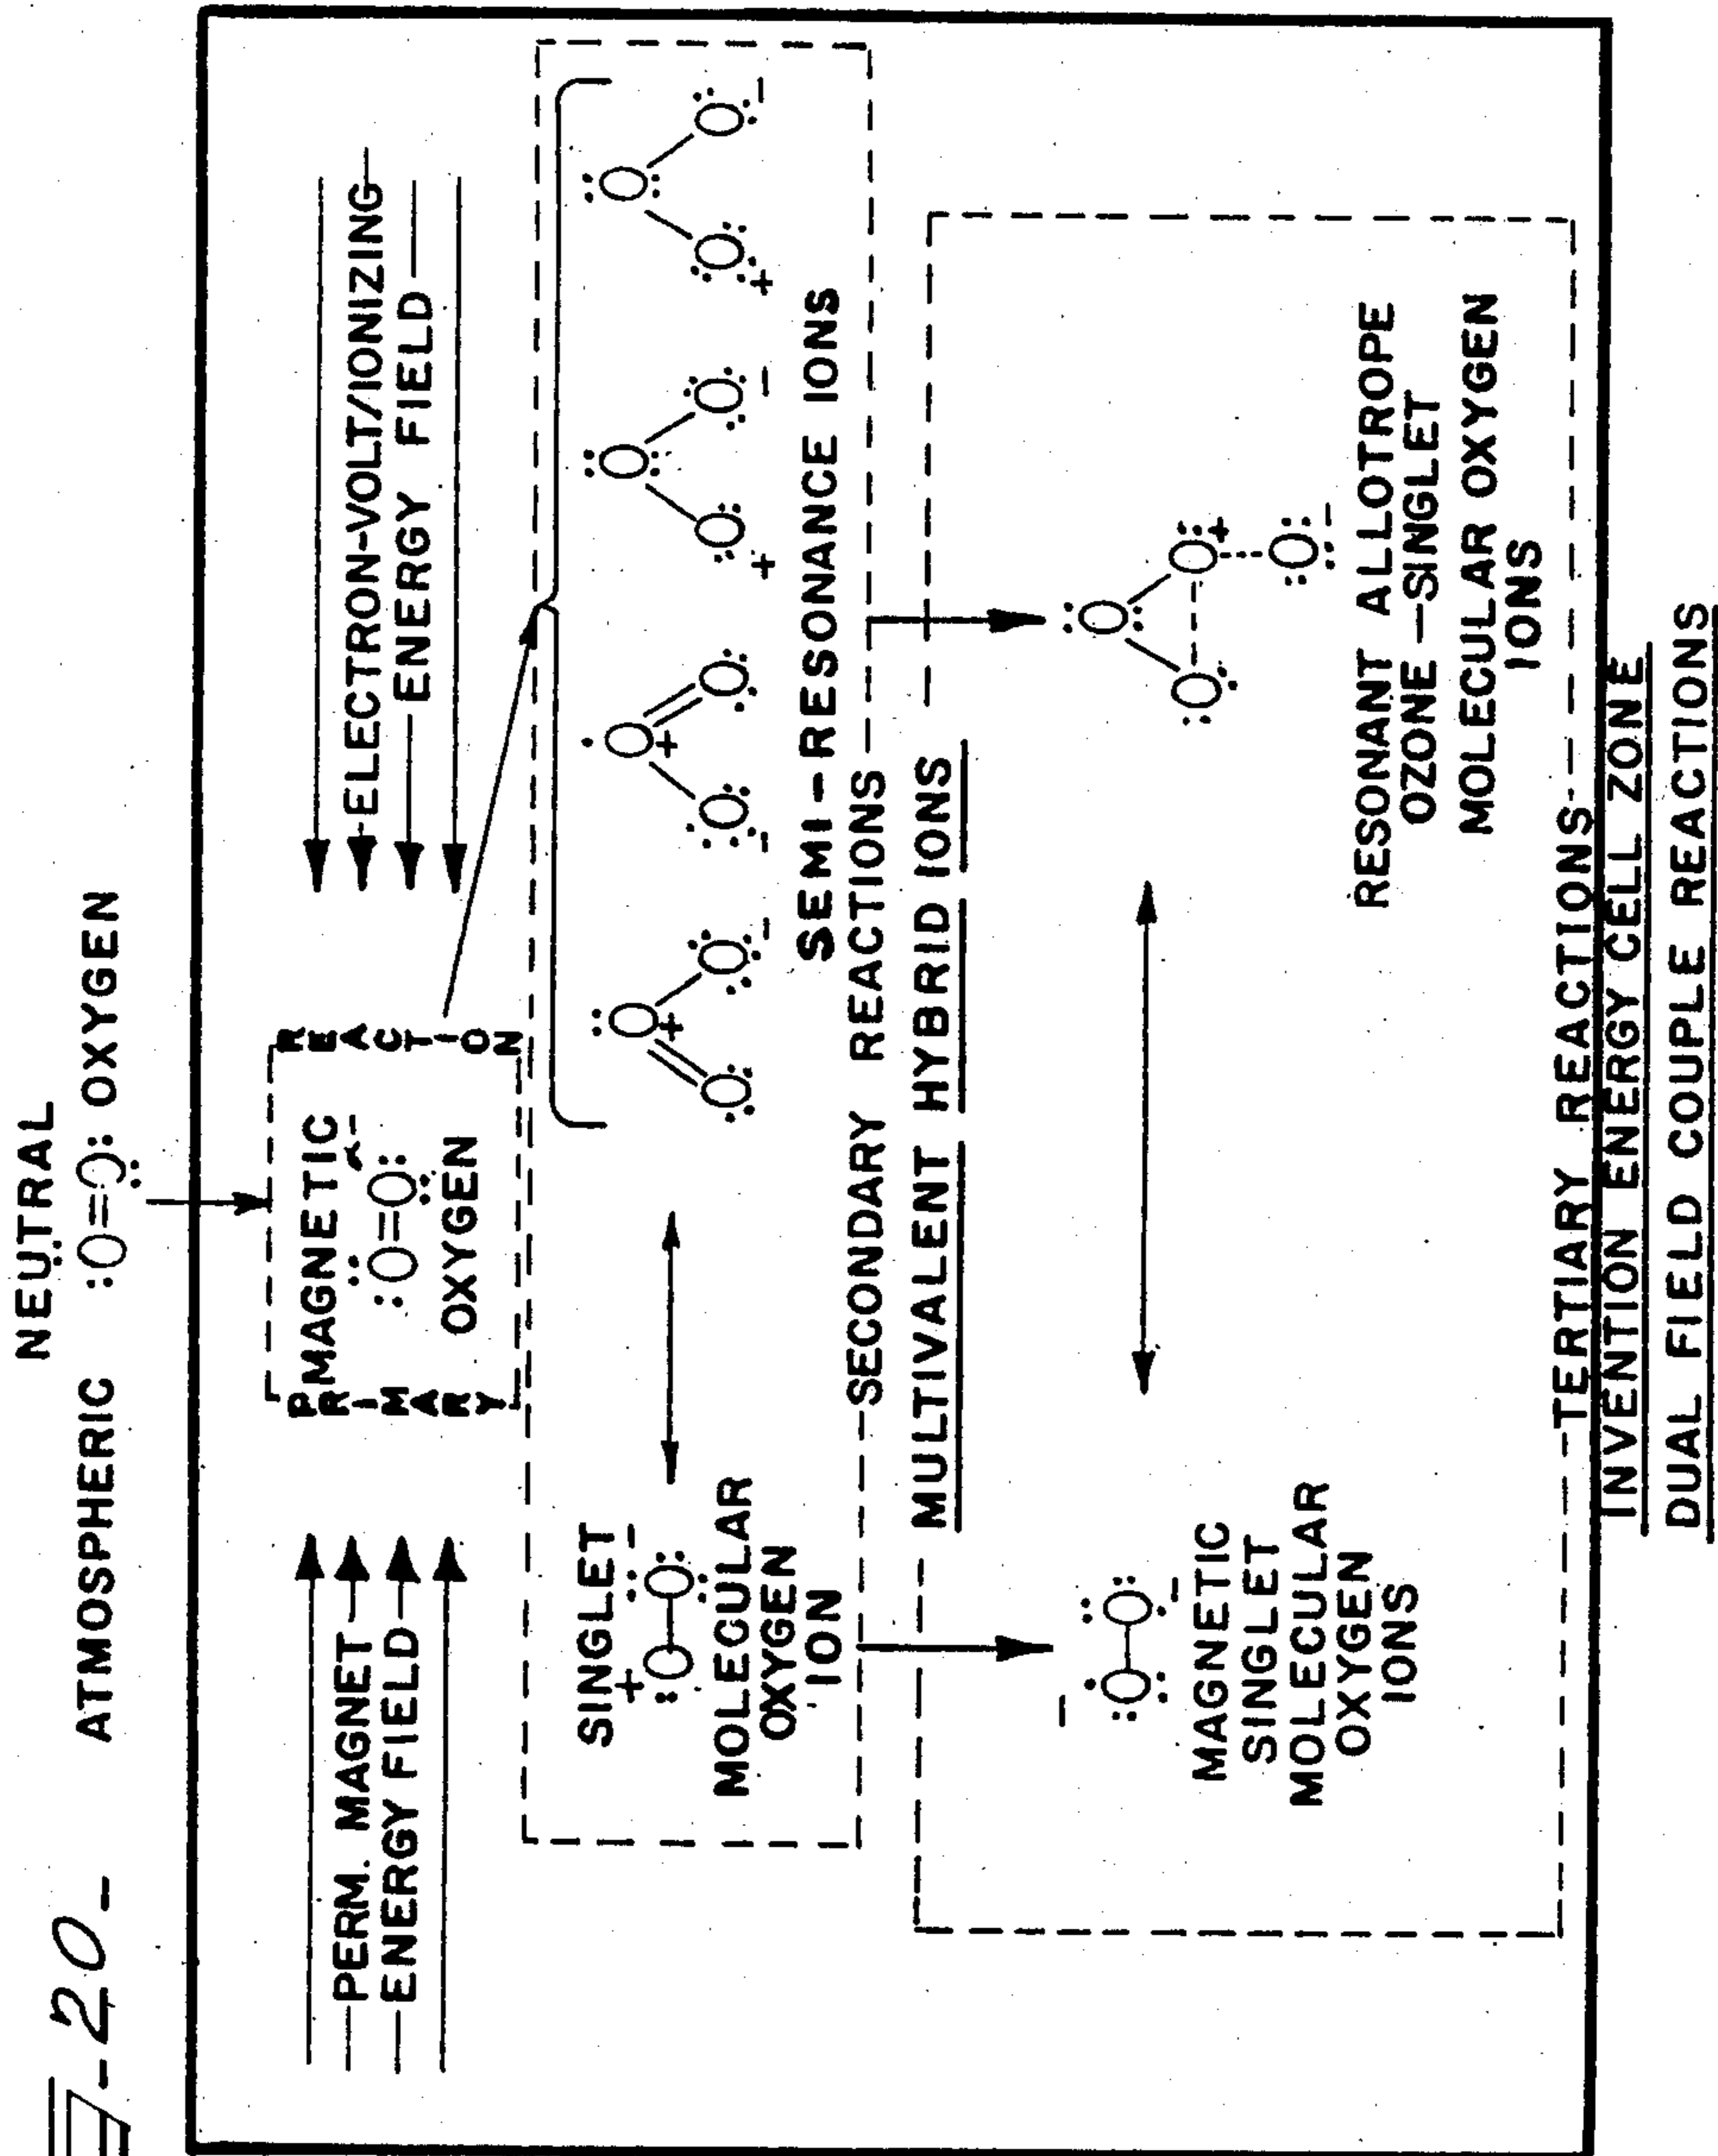 -20-
NEUTRAL
ATMOSPHERIC :O=O: OXYGEN
PERM. MAGNET
ENERGY FIELD
PRIMARY
MAGNETIC
:O=O: -
OXYGEN
REACTION
ELECTRON-VOLT/IONIZING
ENERGY FIELD
SINGLET
+ -
:O-O:
MOLECULAR
OXYGEN
ION
SEMI-RESONANCE IONS
SECONDARY REACTIONS
MULTIVALENT HYBRID IONS
MAGNETIC
SINGLET
MOLECULAR
OXYGEN
IONS
RESONANT ALLOTROPE
OZONE-SINGLET
MOLECULAR OXYGEN
IONS
TERTIARY REACTIONS
INVENTION ENERGY CELL ZONE
DUAL FIELD COUPLE REACTIONS